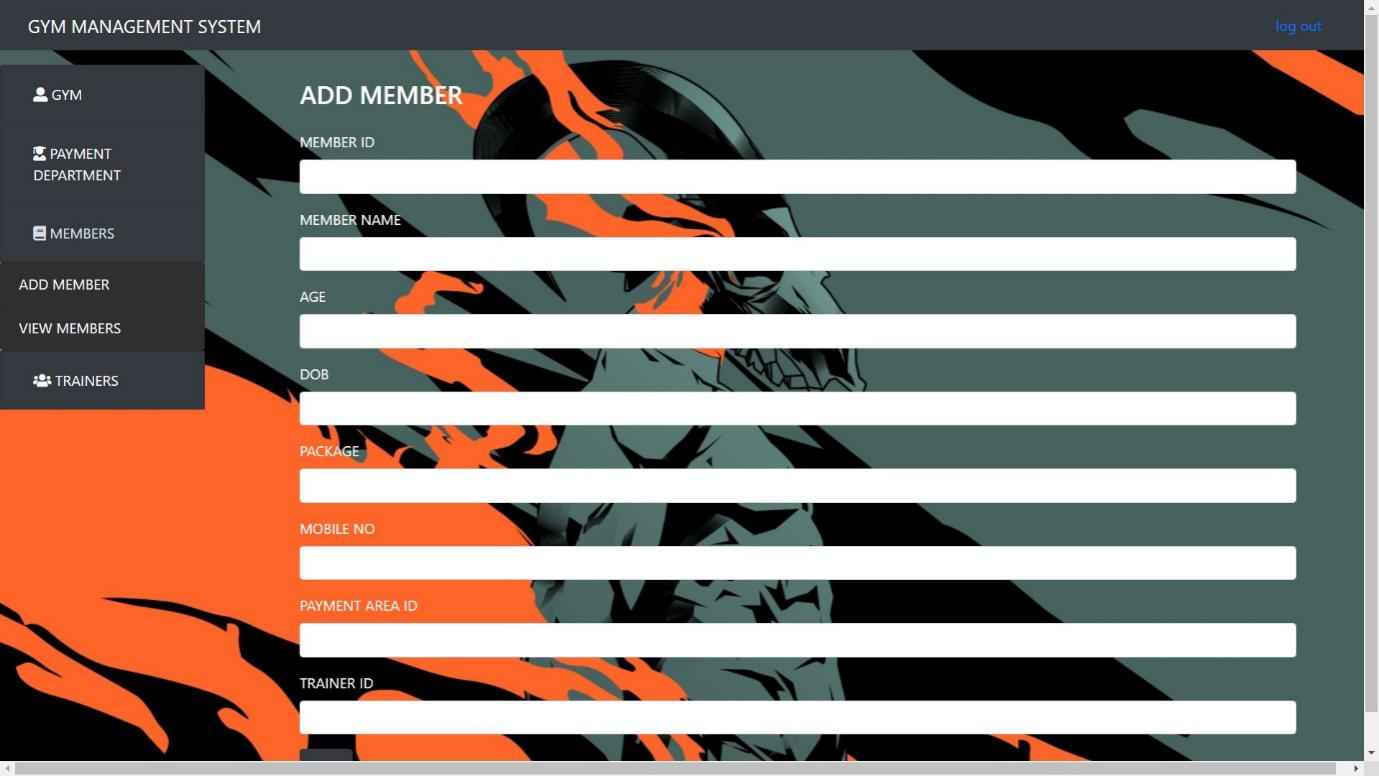 GYM MANAGEMENT SYSTEM
log out
GYM
PAYMENT
DEPARTMENT
MEMBERS
ADD MEMBER
VIEW MEMBERS
TRAINERS
ADD MEMBER
MEMBER ID
MEMBER NAME
AGE
DOB
PACKAGE
MOBILE NO
PAYMENT AREA ID
TRAINER ID